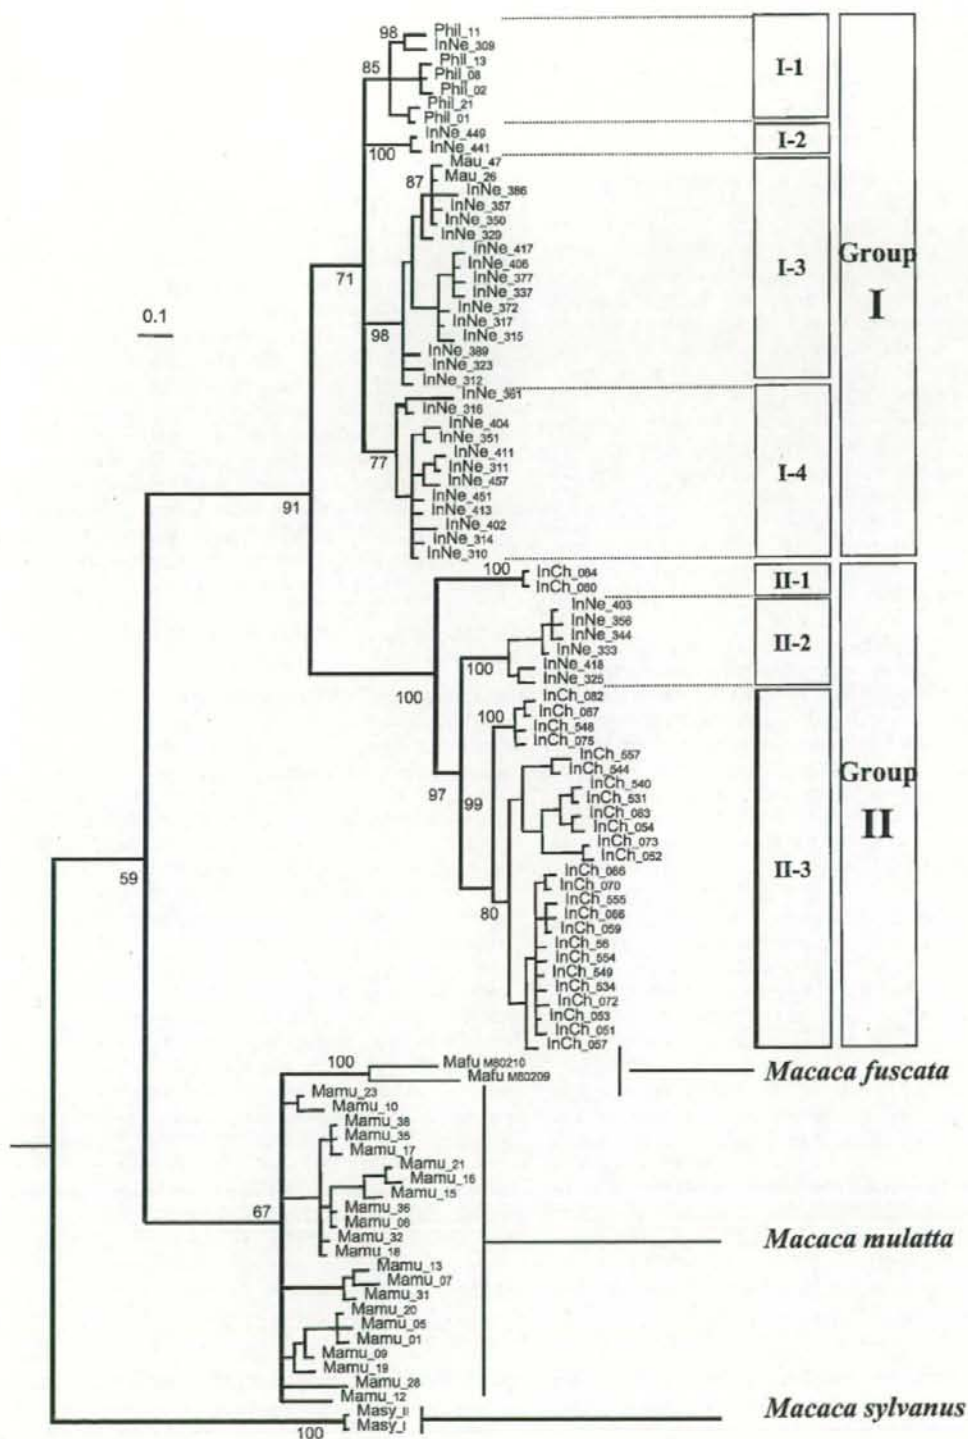 98
Phil_11
InNe_309
Phil_13
85
Phil_08
Phil_02
Phil_21
Phil_01
I-1
InNe_449
100
InNe_441
I-2
Mau_47
87
Mau_26
InNe_386
InNe_357
InNe_350
InNe_329
InNe_417
InNe_406
InNe_377
InNe_337
InNe_372
InNe_317
InNe_315
InNe_389
InNe_323
InNe_312
71
98
I-3
Group
I
0.1
InNe_361
InNe_316
InNe_404
InNe_351
InNe_411
InNe_311
InNe_457
InNe_451
InNe_413
InNe_402
InNe_314
InNe_310
77
I-4
91
100
InCh_084
InCh_060
II-1
InNe_403
InNe_356
InNe_344
InNe_333
InNe_418
InNe_325
100
II-2
100
InCh_082
InCh_067
InCh_548
InCh_075
100
InCh_557
InCh_544
InCh_540
InCh_531
InCh_083
InCh_054
InCh_073
InCh_052
97
99
Group
II
InCh_066
InCh_070
InCh_555
InCh_068
InCh_059
InCh_56
InCh_554
InCh_549
InCh_534
InCh_072
InCh_053
InCh_051
InCh_057
80
II-3
59
100
Mafu M80210
Mafu M80209
Macaca fuscata
Mamu_23
Mamu_10
Mamu_38
Mamu_35
Mamu_17
Mamu_21
Mamu_16
Mamu_15
Mamu_36
Mamu_06
Mamu_32
Mamu_18
67
Macaca mulatta
Mamu_13
Mamu_07
Mamu_31
Mamu_20
Mamu_05
Mamu_01
Mamu_09
Mamu_19
Mamu_28
Mamu_12
Masy_II
Masy_I
100
Macaca sylvanus